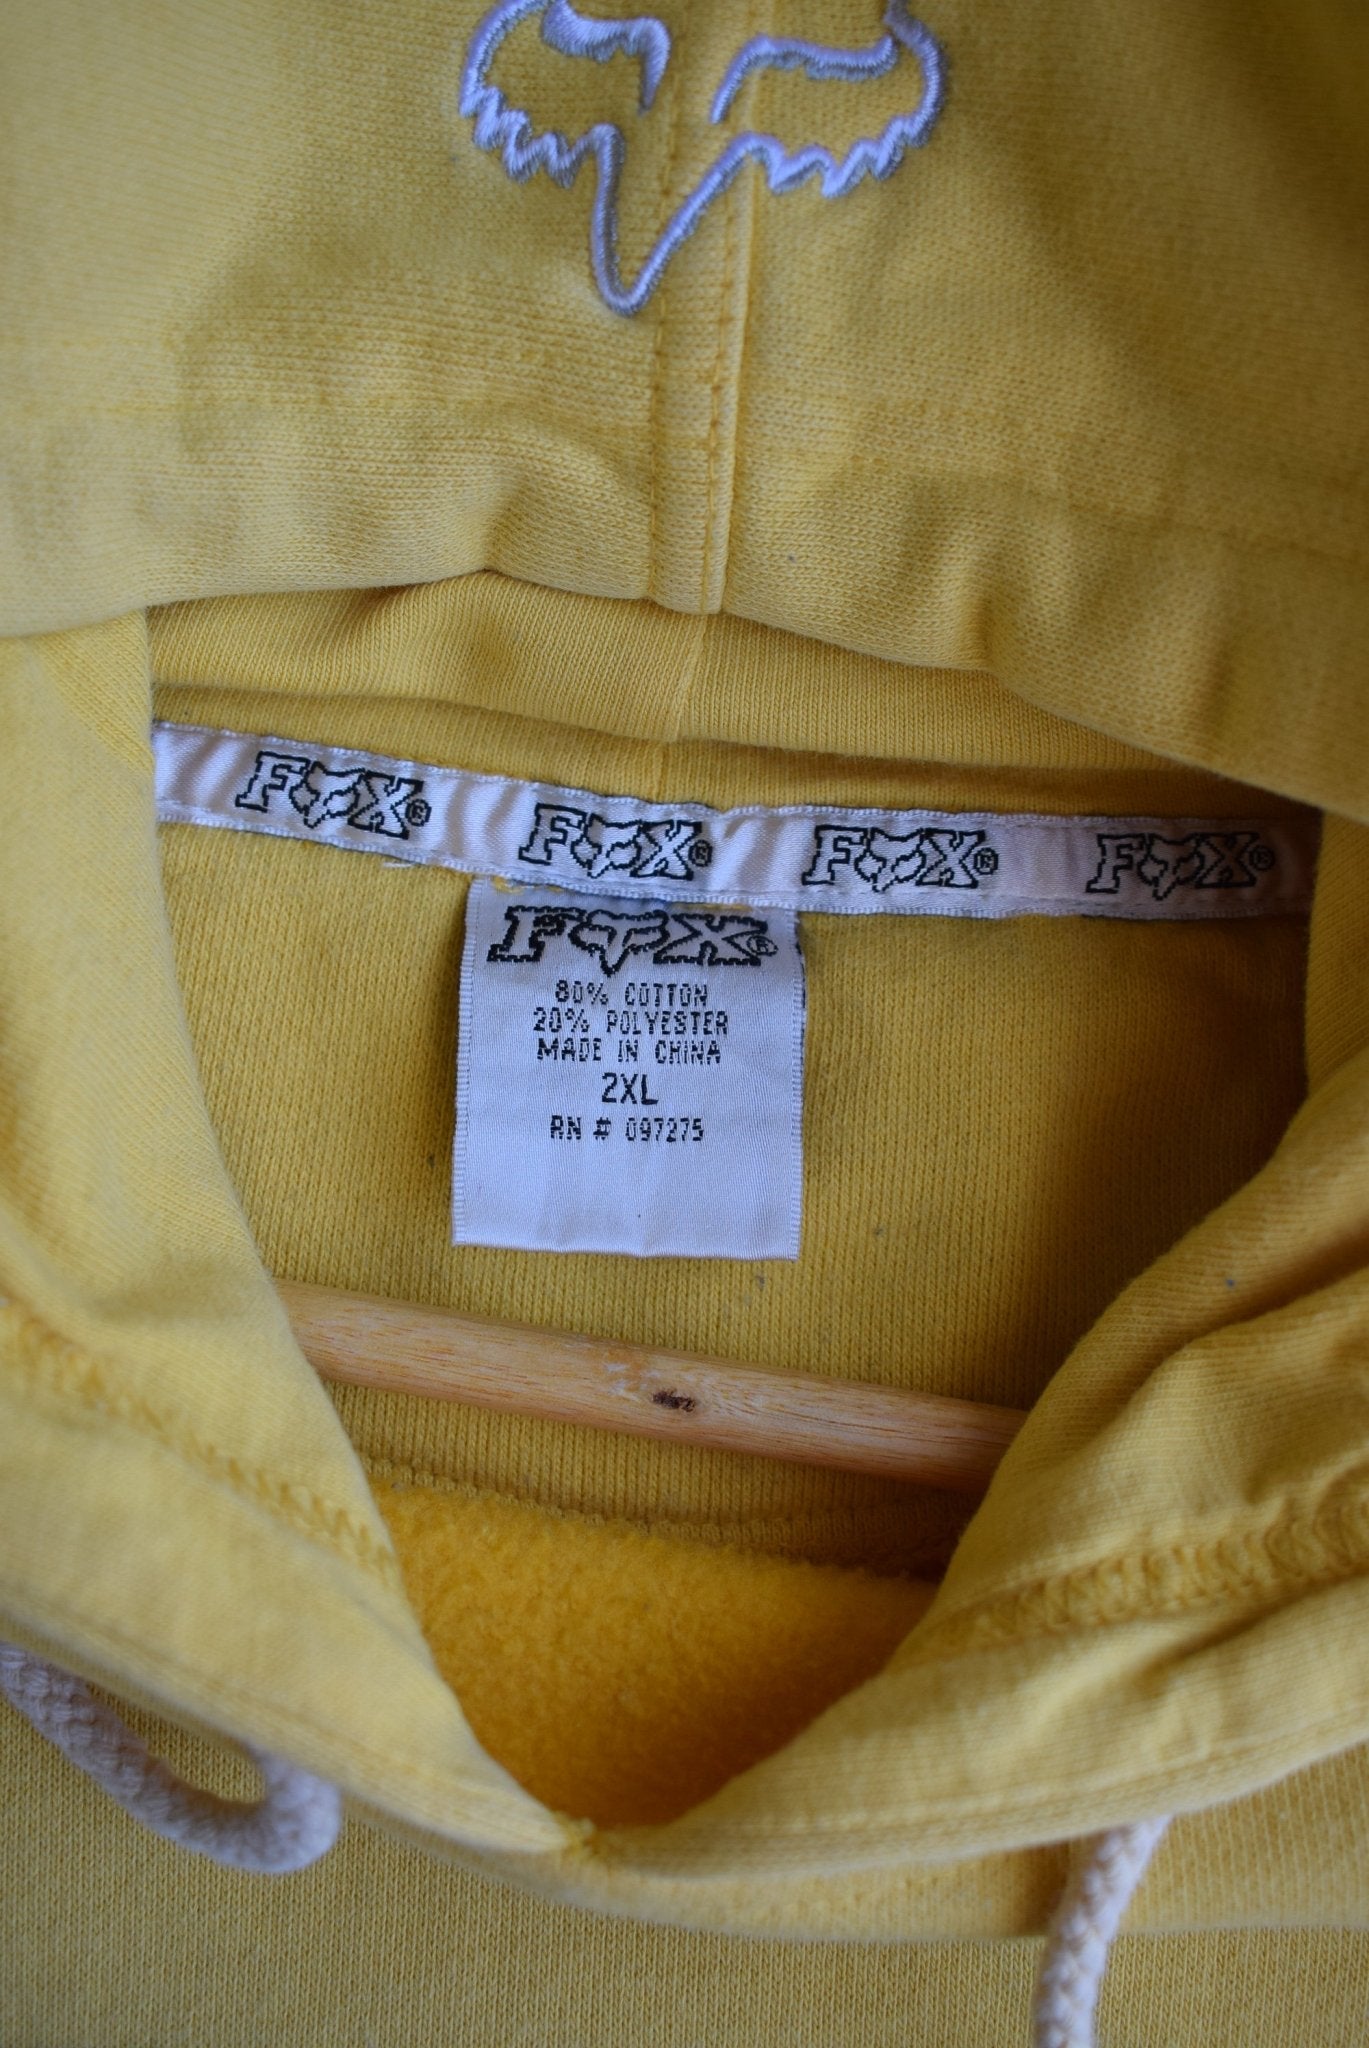 FOX® FOX® FOX® FOX®
FOX®
80% COTTON
20% POLYESTER
MADE IN CHINA
2XL
RN # 097275